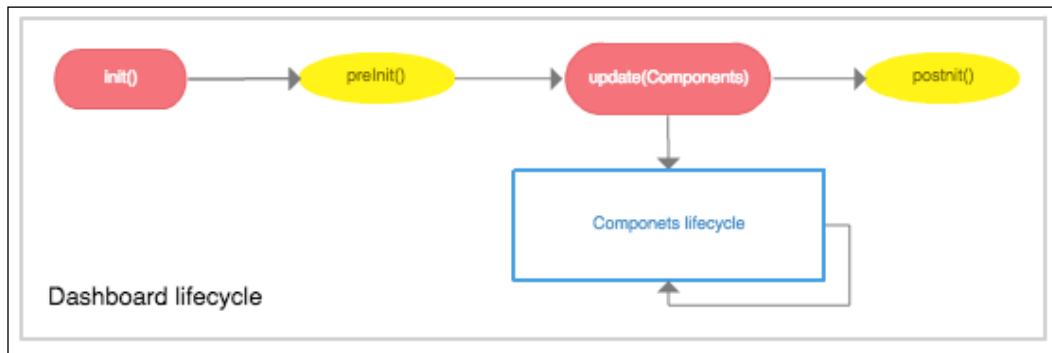 init()
preInit()
update(Components)
postnit()
Componets lifecycle
Dashboard lifecycle